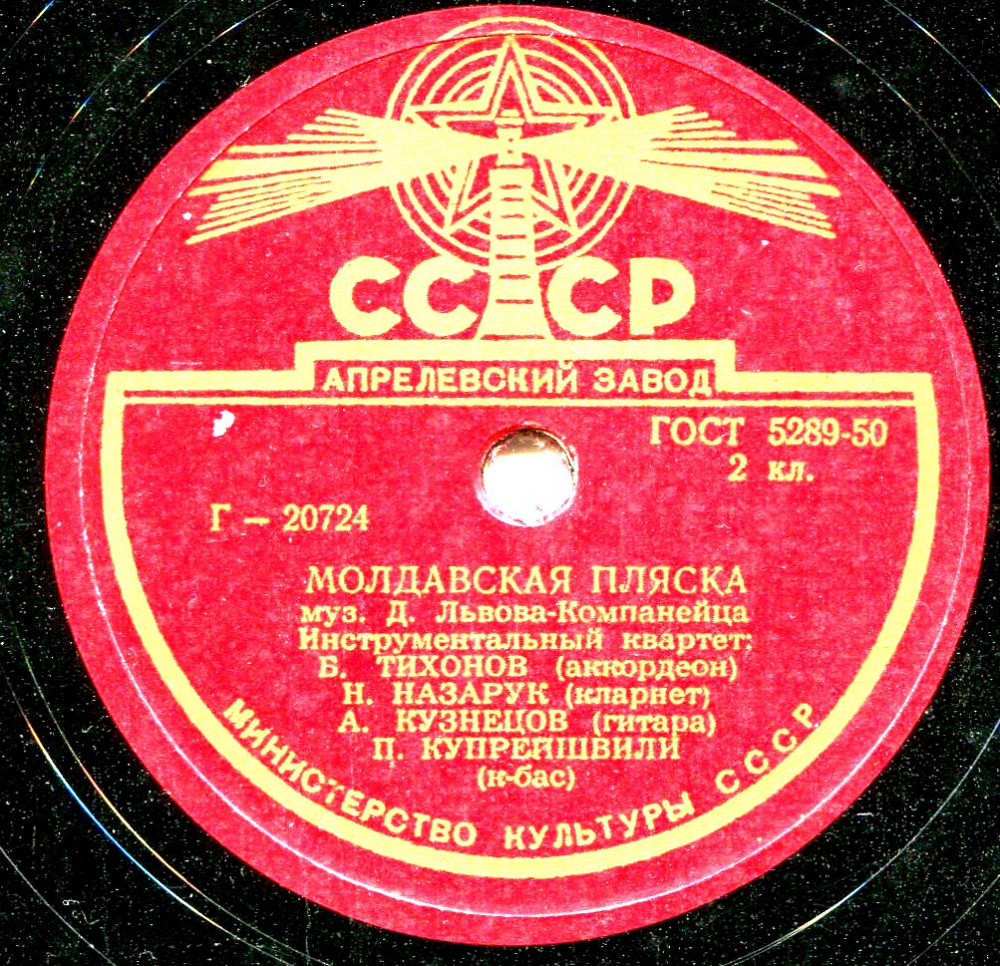 СССР
АПРЕЛЕВСКИЙ ЗАВОД
ГОСТ 5289-50
2 кл.
Г – 20724
МОЛДАВСКАЯ ПЛЯСКА
муз. Д. Львова-Компанейца
Инструментальный квартет:
Б. ТИХОНОВ (аккордеон)
Н. НАЗАРУК (кларнет)
А. КУЗНЕЦОВ (гитара)
П. КУПРЕЙШВИЛИ
(к-бас)
МИНИСТЕРСТВО КУЛЬТУРЫ СССР